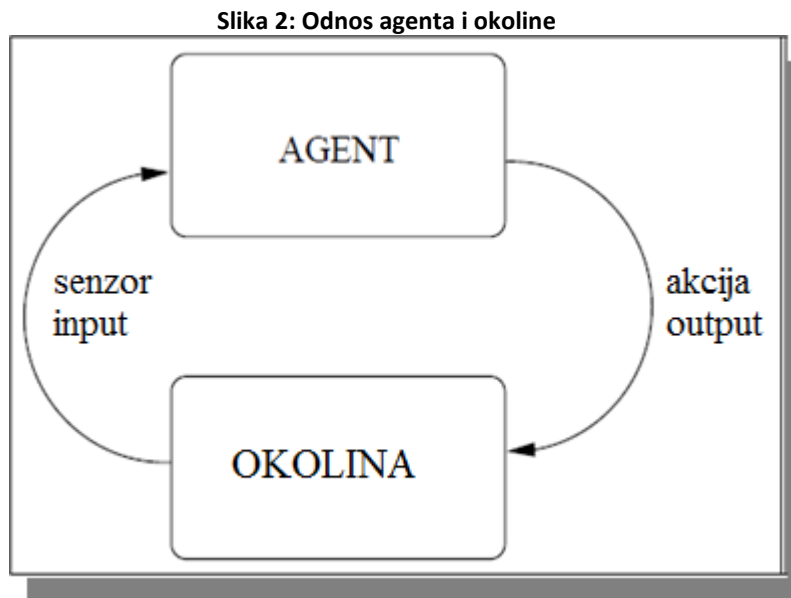 Slika 2: Odnos agenta i okoline
AGENT
senzor
input
akcija
output
OKOLINA